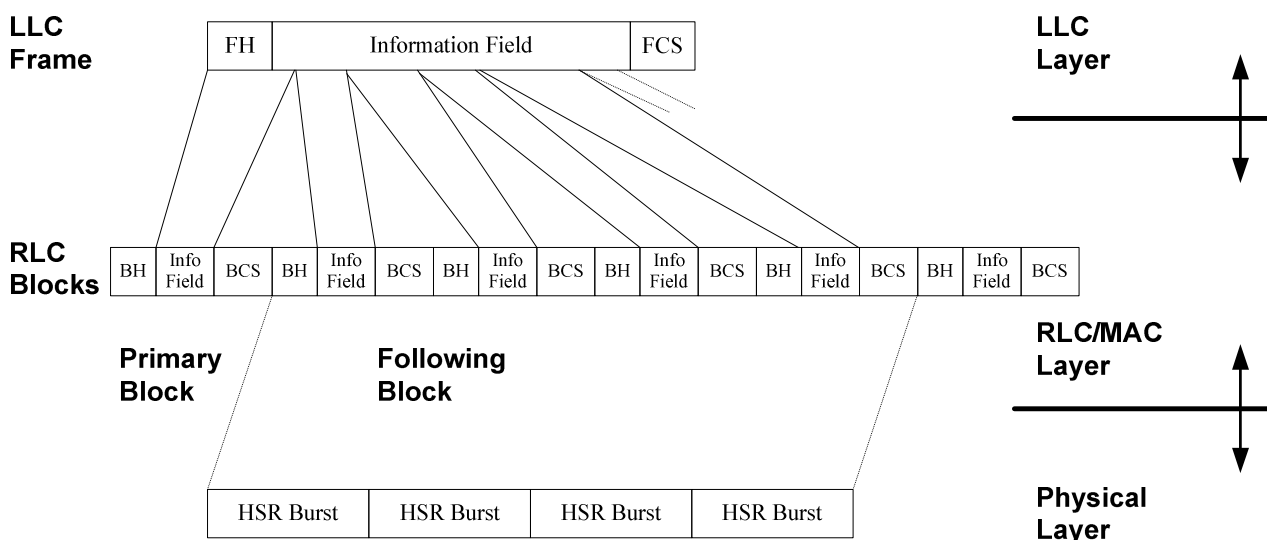 LLC
Frame
FH
Information Field
FCS
LLC
Layer
RLC
Blocks
BH
Info
Field
BCS
BH
Info
Field
BCS
BH
Info
Field
BCS
BH
Info
Field
BCS
BH
Info
Field
BCS
BH
Info
Field
BCS
Primary
Block
Following
Block
RLC/MAC
Layer
HSR Burst
HSR Burst
HSR Burst
HSR Burst
Physical
Layer